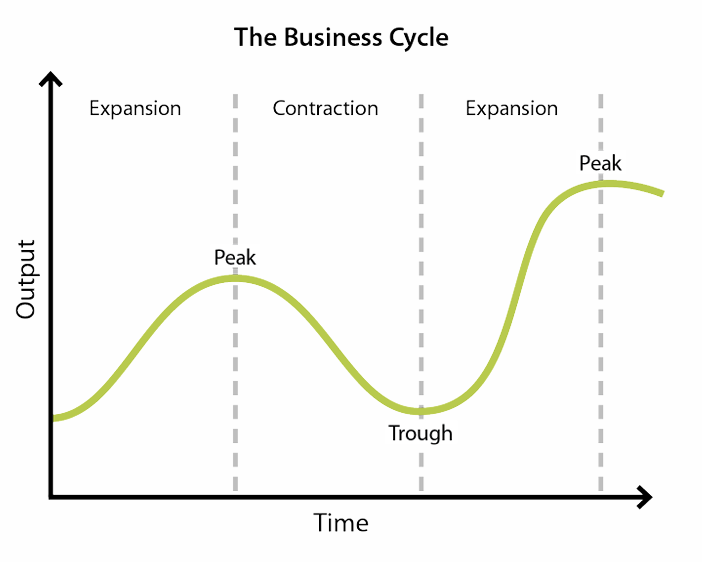 The Business Cycle
Expansion
Contraction
Expansion
Peak
Peak
Trough
Output
Time